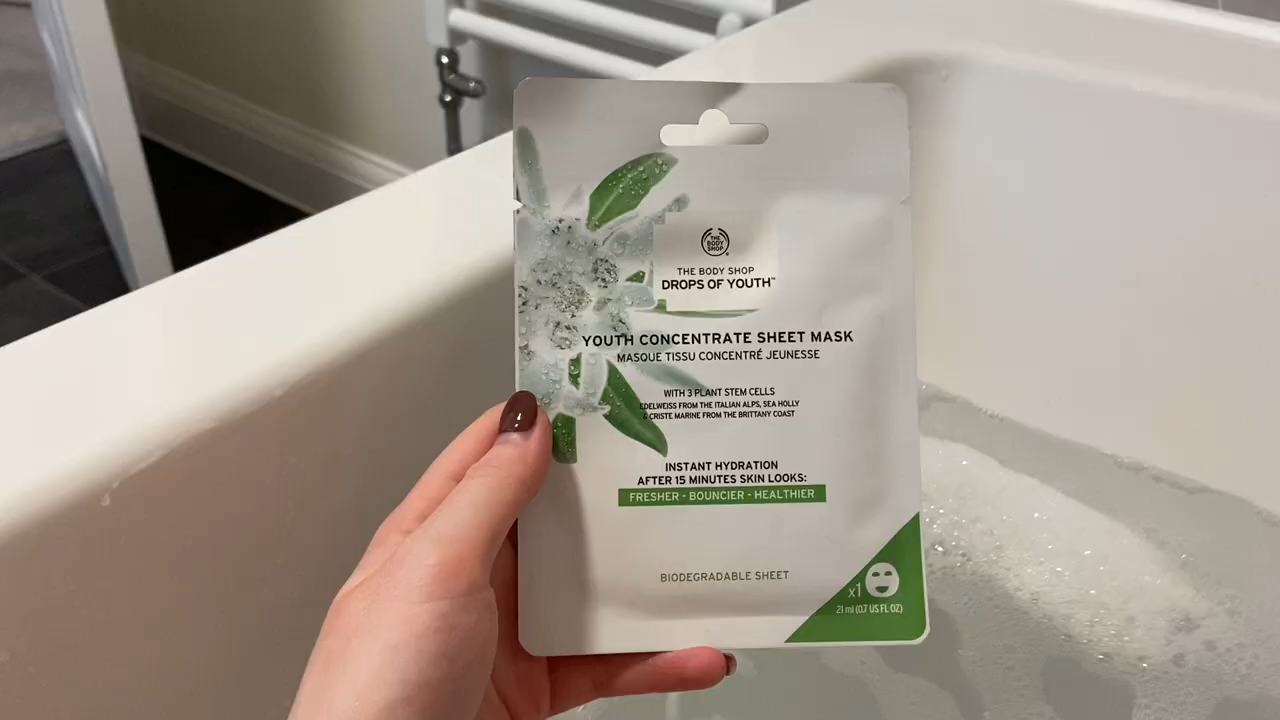 THE
BODY
SHOP
THE BODY SHOP
DROPS OF YOUTH™
YOUTH CONCENTRATE SHEET MASK
MASQUE TISSU CONCENTRÉ JEUNESSE
WITH 3 PLANT STEM CELLS
EDELWEISS FROM THE ITALIAN ALPS, SEA HOLLY
& CRISTE MARINE FROM THE BRITTANY COAST
INSTANT HYDRATION
AFTER 15 MINUTES SKIN LOOKS:
FRESHER - BOUNCIER - HEALTHIER
BIODEGRADABLE SHEET
x1
21 ml (0.7 US FL OZ)